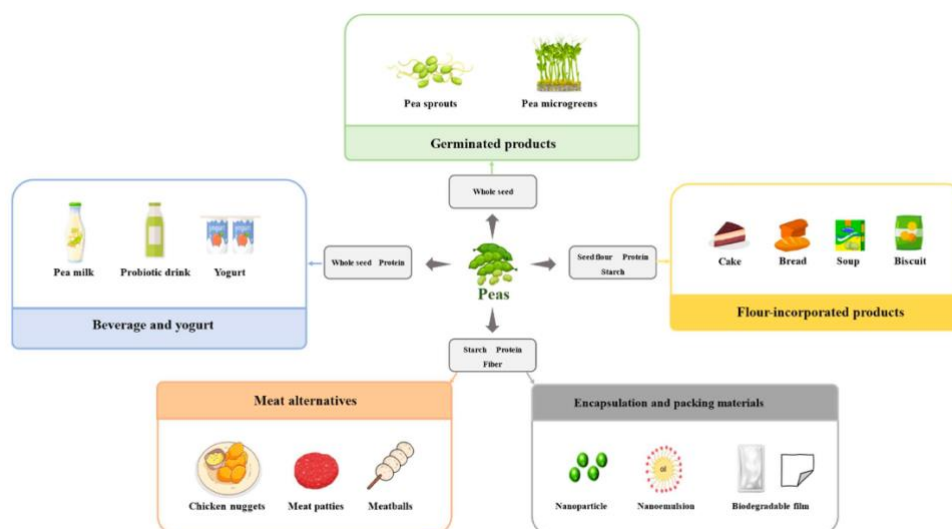 Pea sprouts
Pea microgreens
Germinated products
Whole seed
Pea milk
Probiotic drink
Yogurt
Beverage and yogurt
Whole seed Protein
Peas
Seed flour Protein
Starch
Cake
Bread
Soup
Biscuit
Flour-incorporated products
Starch Protein
Fiber
Meat alternatives
Chicken nuggets
Meat patties
Meatballs
Encapsulation and packing materials
oil
Nanoparticle
Nanoemulsion
Biodegradable film